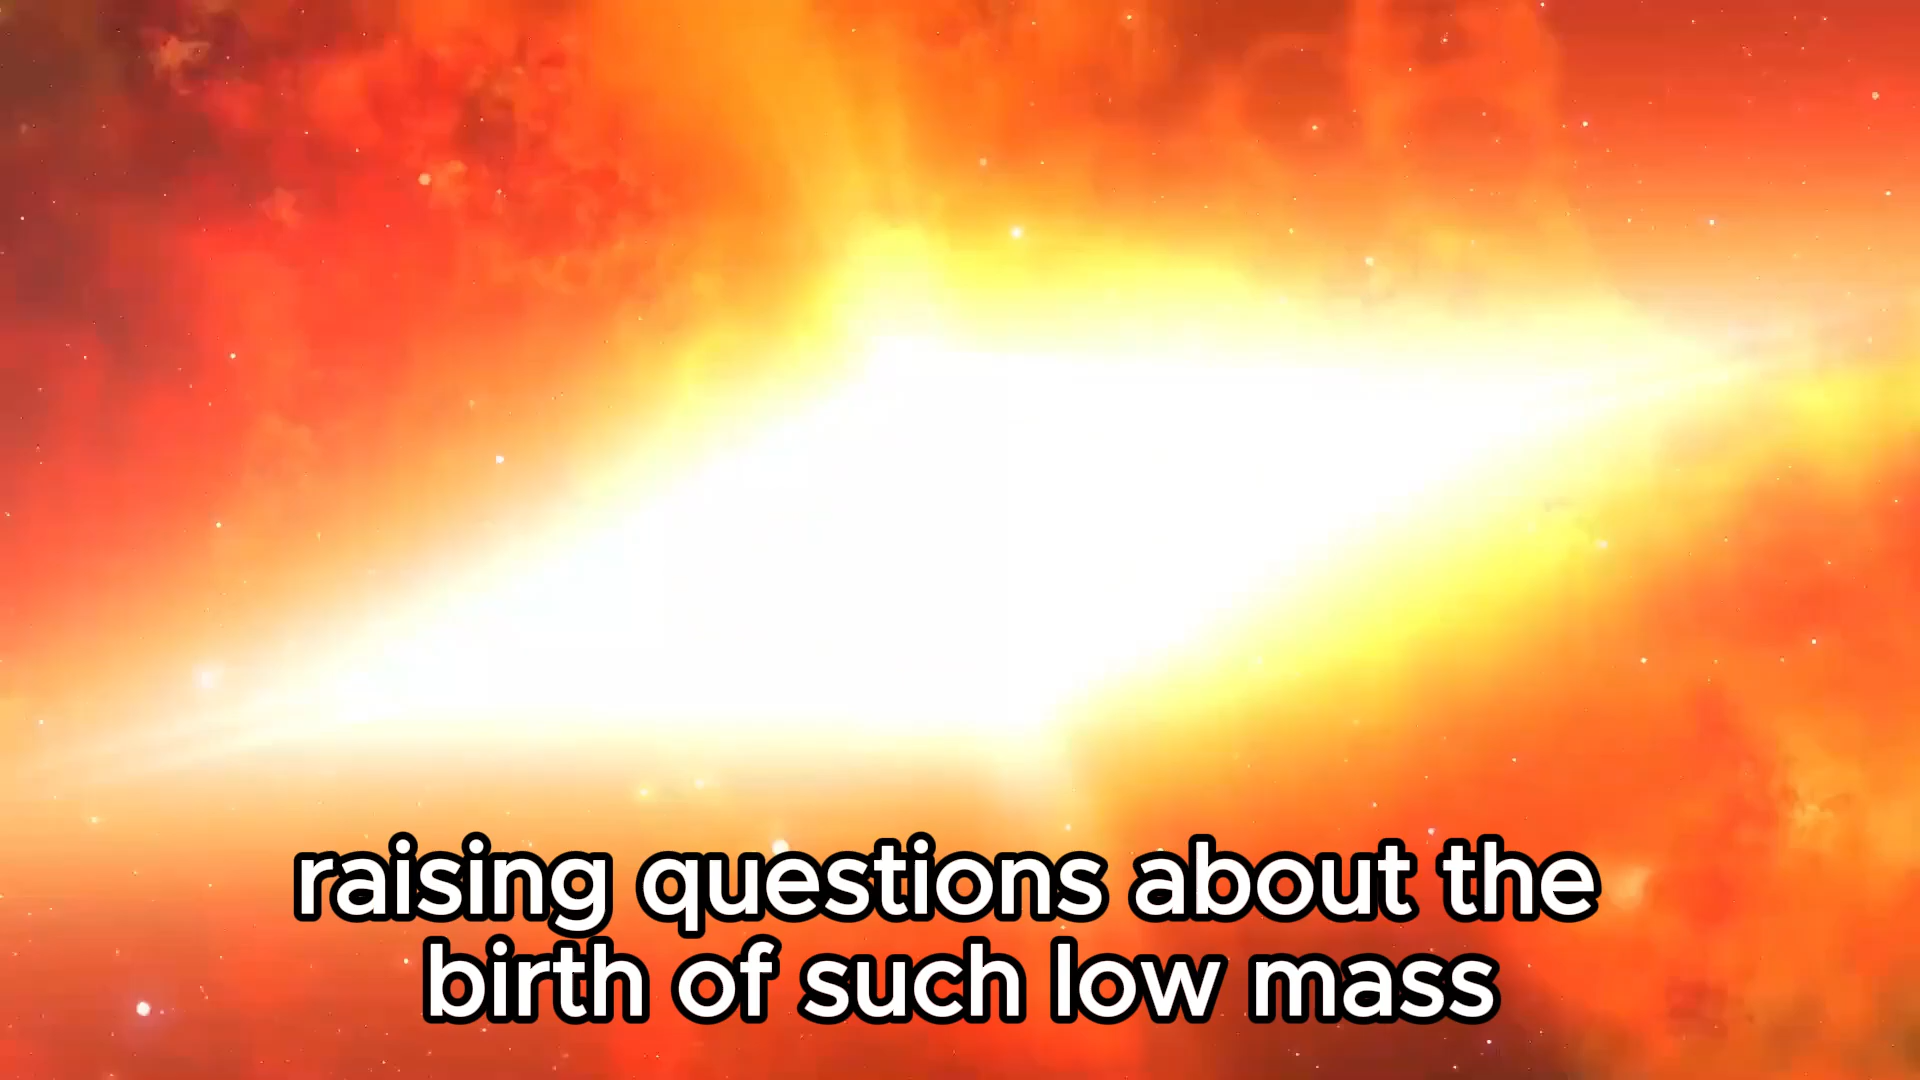 raising questions about the
birth of such low mass